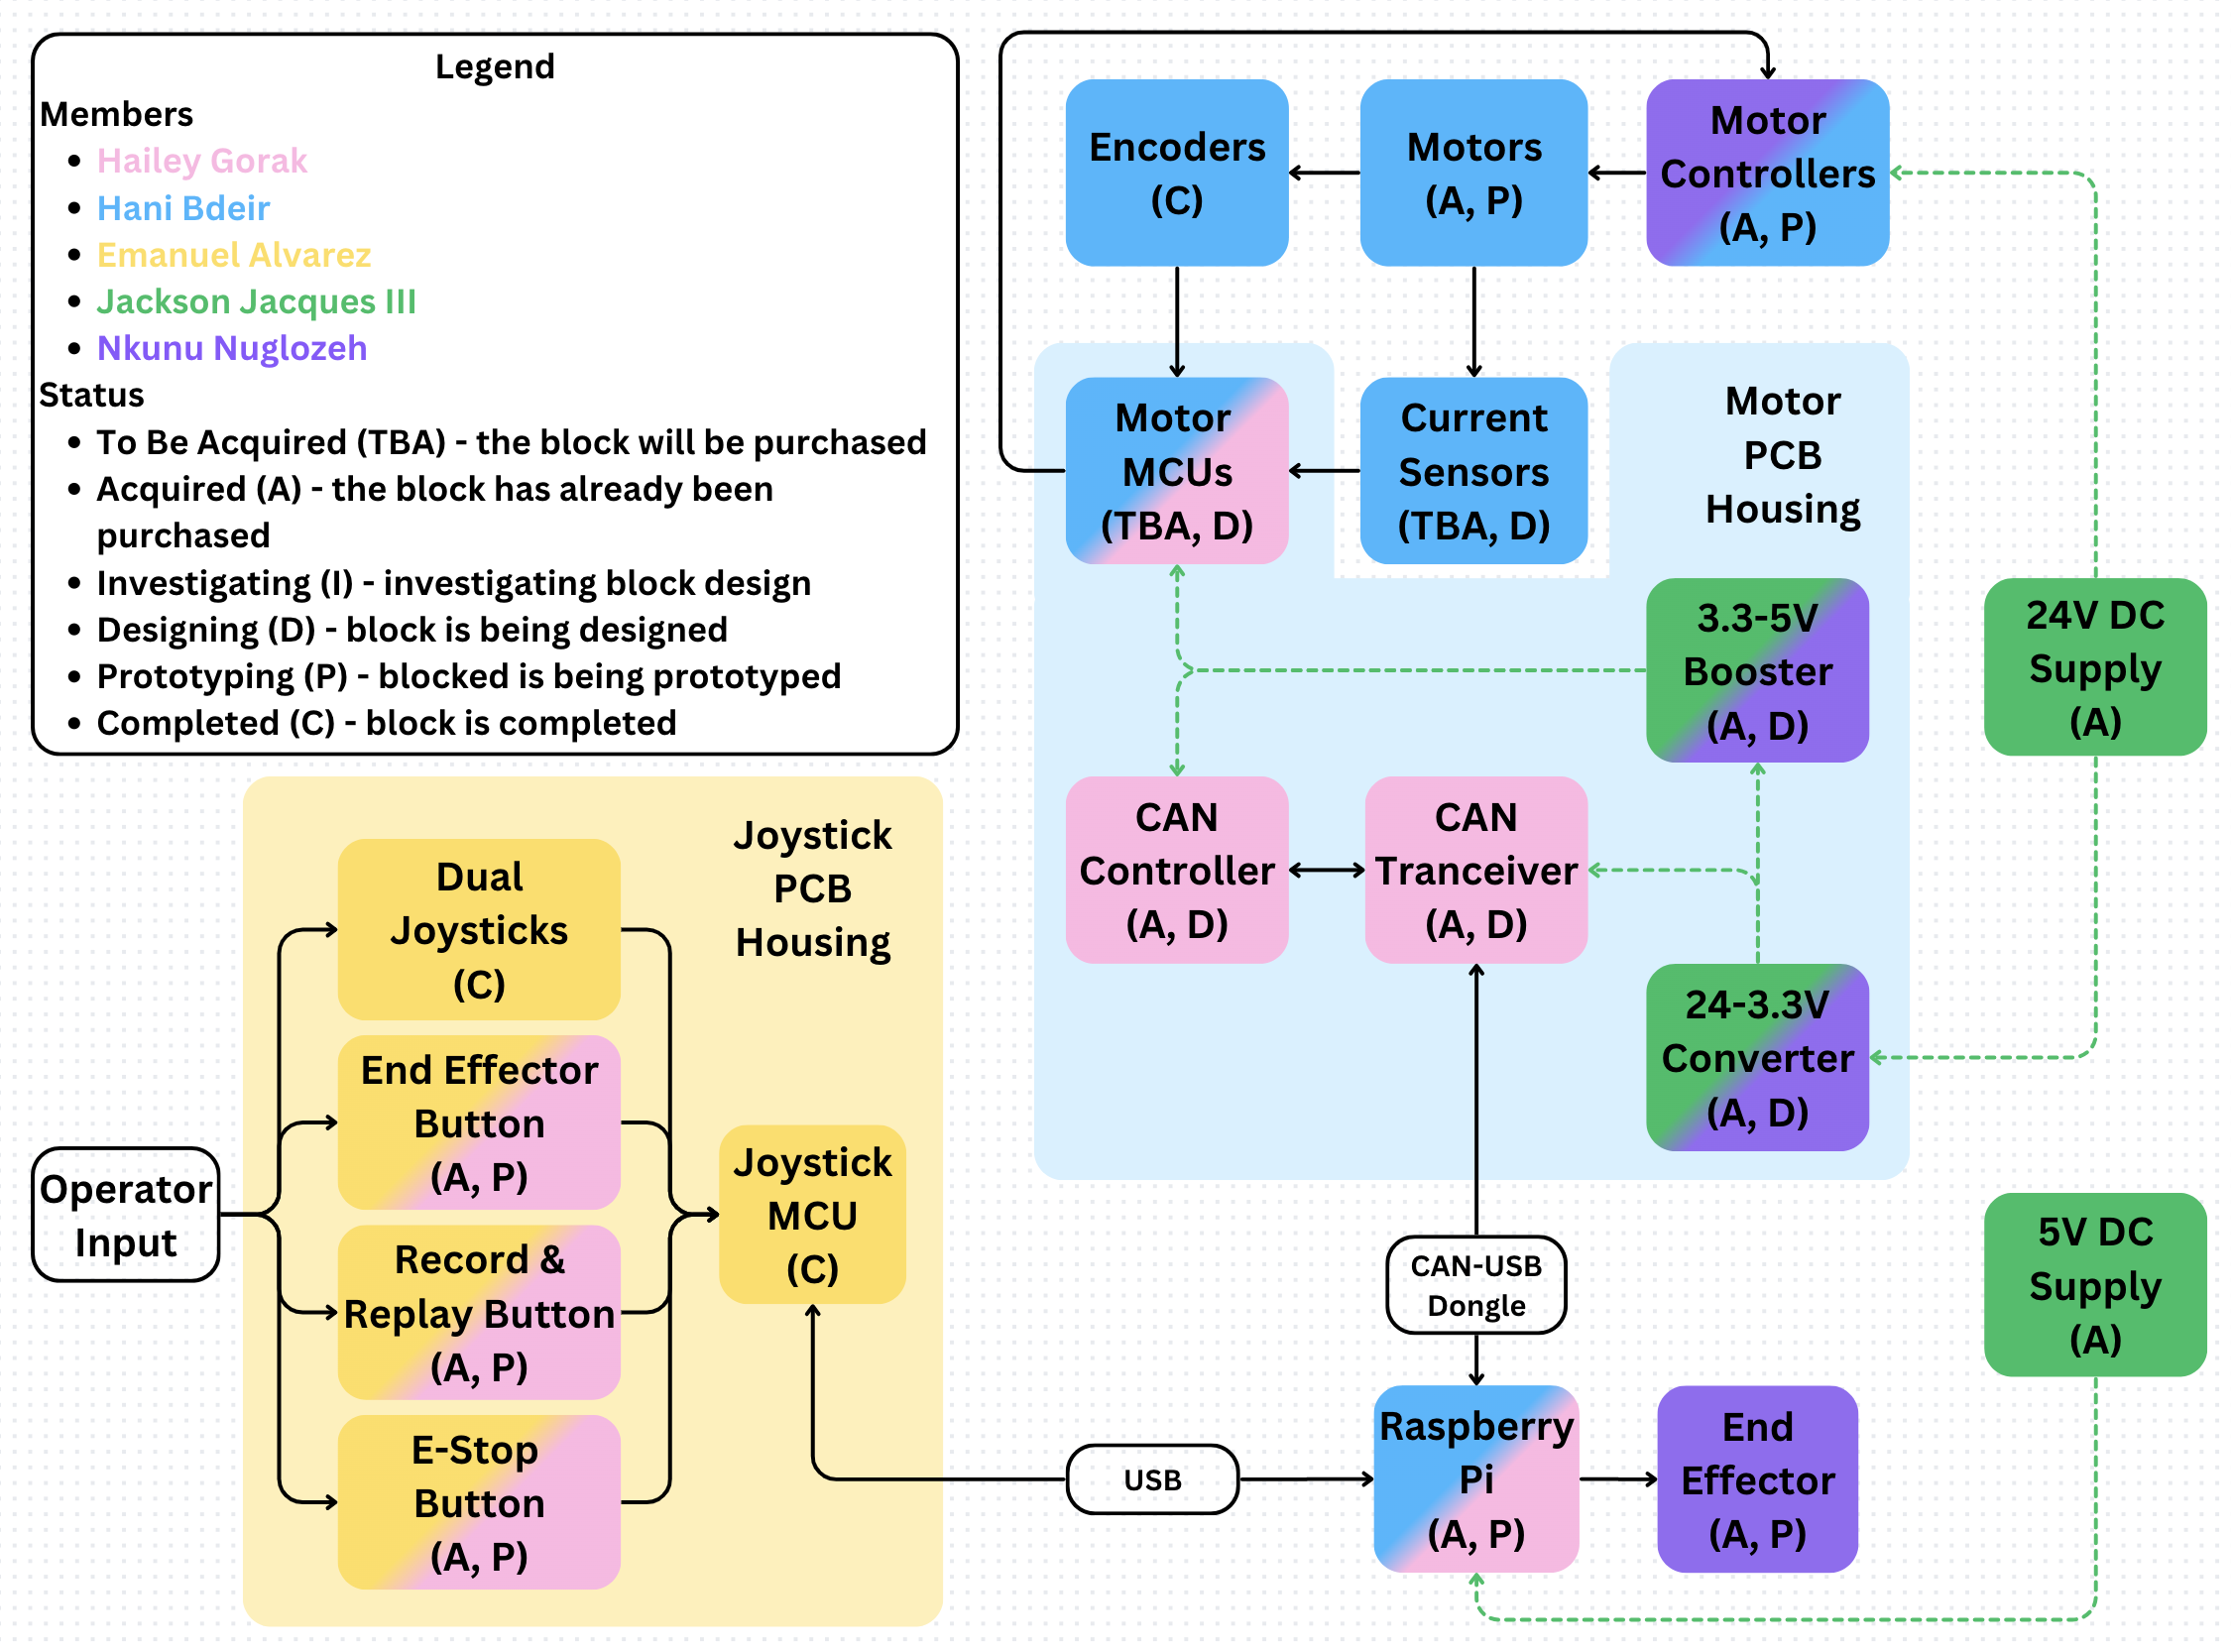 Legend
Members
Hailey Gorak
Hani Bdeir
Emanuel Alvarez
Jackson Jacques III
Nkunu Nuglozeh
Status
To Be Acquired (TBA) - the block will be purchased
Acquired (A) - the block has already been
purchased
Investigating (I) - investigating block design
Designing (D) - block is being designed
Prototyping (P) - blocked is being prototyped
Completed (C) - block is completed
Encoders
(C)
Motors
(A, P)
Motor
Controllers
(A, P)
Motor
MCUs
(TBA, D)
Current
Sensors
(TBA, D)
Motor
PCB
Housing
3.3-5V
Booster
(A, D)
24V DC
Supply
(A)
CAN
Controller
(A, D)
CAN
Tranceiver
(A, D)
24-3.3V
Converter
(A, D)
Joystick
PCB
Housing
Dual
Joysticks
(C)
End Effector
Button
(A, P)
Operator
Input
Record &
Replay Button
(A, P)
E-Stop
Button
(A, P)
Joystick
MCU
(C)
CAN-USB
Dongle
5V DC
Supply
(A)
USB
Raspberry
Pi
(A, P)
End
Effector
(A, P)